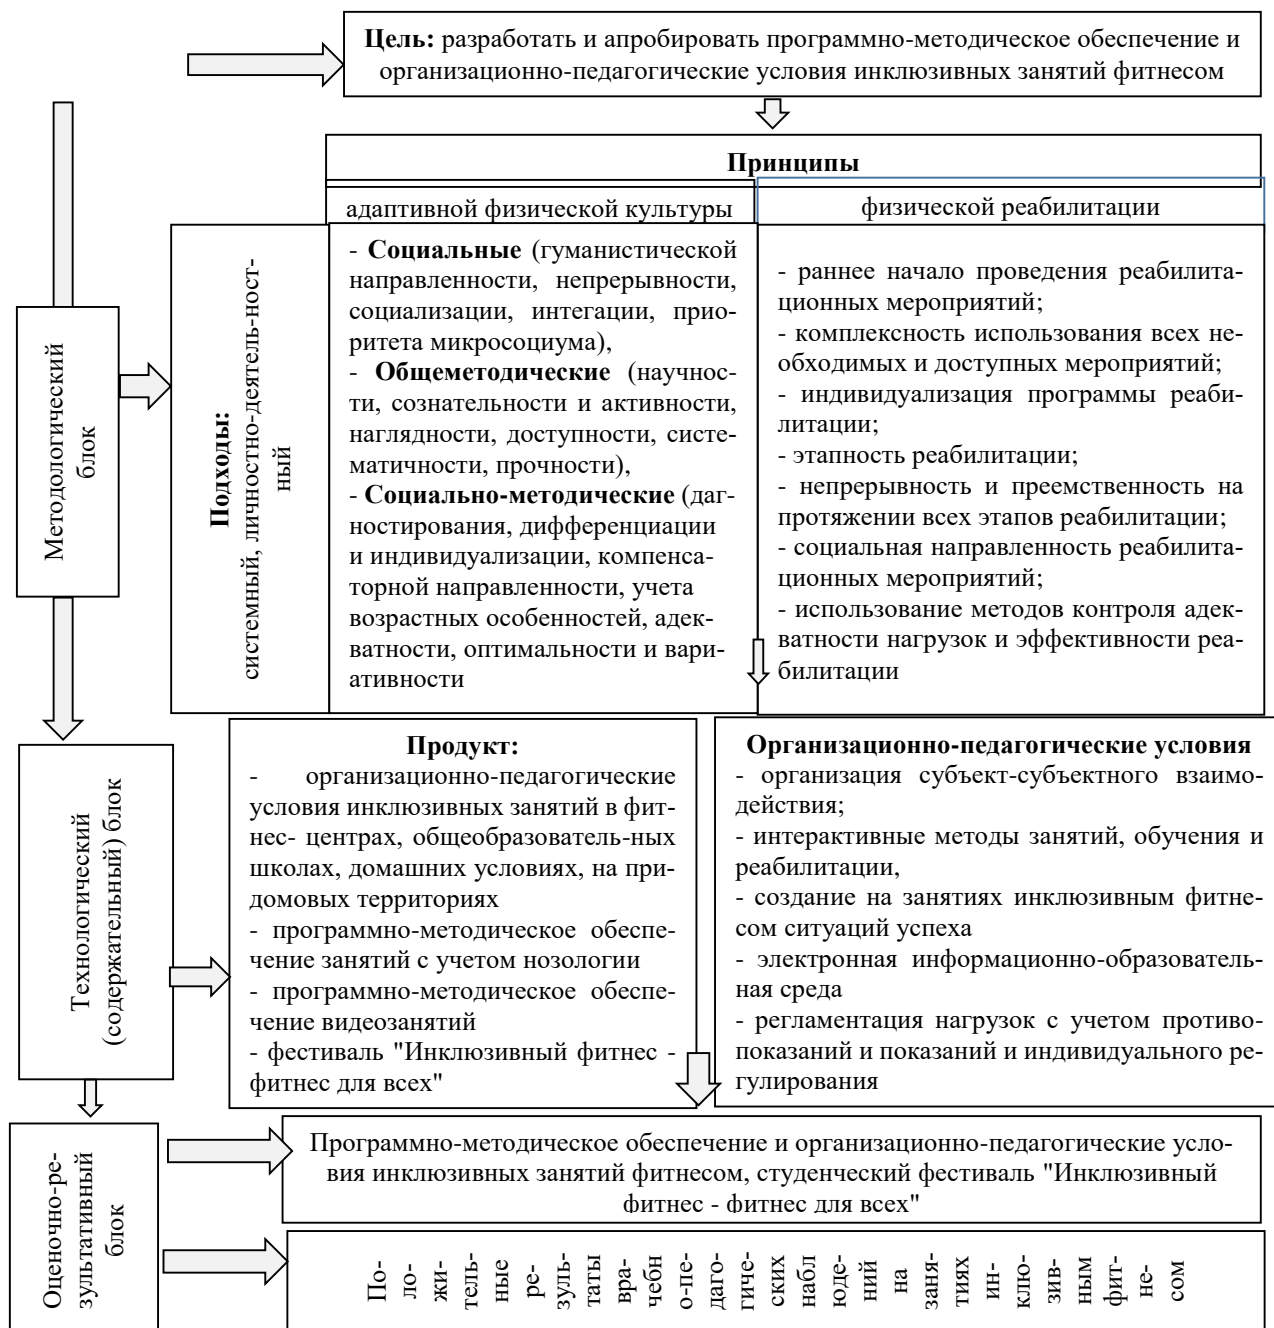 Цель: разработать и апробировать программно-методическое обеспечение и
организационно-педагогические условия инклюзивных занятий фитнесом
Принципы
адаптивной физической культуры
физической реабилитации
Методологический
блок
Подходы:
системный, личностно-деятель-ност-
ный
- Социальные (гуманистической
направленности, непрерывности,
социализации, интегации, прио-
ритета микросоциума),
- Общеметодические (научнос-
ти, сознательности и активности,
наглядности, доступности, систе-
матичности, прочности),
- Социально-методические (даг-
ностирования, дифференциации
и индивидуализации, компенса-
торной направленности, учета
возрастных особенностей, адек-
ватности, оптимальности и вари-
ативности
- раннее начало проведения реабилита-
ционных мероприятий;
- комплексность использования всех не-
обходимых и доступных мероприятий;
- индивидуализация программы реаби-
литации;
- этапность реабилитации;
- непрерывность и преемственность на
протяжении всех этапов реабилитации;
- социальная направленность реабилита-
ционных мероприятий;
- использование методов контроля адек-
ватности нагрузок и эффективности реа-
билитации
Технологический
(содержательный) блок
Продукт:
- организационно-педагогические
условия инклюзивных занятий в фит-
нес- центрах, общеобразователь-ных
школах, домашних условиях, на при-
домовых территориях
- программно-методическое обеспе-
чение занятий с учетом нозологии
- программно-методическое обеспе-
чение видеозанятий
- фестиваль "Инклюзивный фитнес -
фитнес для всех"
Организационно-педагогические условия
- организация субъект-субъектного взаимо-
действия;
- интерактивные методы занятий, обучения и
реабилитации,
- создание на занятиях инклюзивным фитне-
сом ситуаций успеха
- электронная информационно-образователь-
ная среда
- регламентация нагрузок с учетом противо-
показаний и показаний и индивидуального ре-
гулирования
Оценочно-ре-
зультативный
блок
Программно-методическое обеспечение и организационно-педагогические усло-
вия инклюзивных занятий фитнесом, студенческий фестиваль "Инклюзивный
фитнес - фитнес для всех"
По-
ло-
жи-
тель-
ные
ре-
зуль-
таты
вра-
чебн
о-пе-
даго-
гиче-
ских
набл
юде-
ний
на
заня-
тиях
ин-
клю-
зив-
ным
фит-
не-
сом